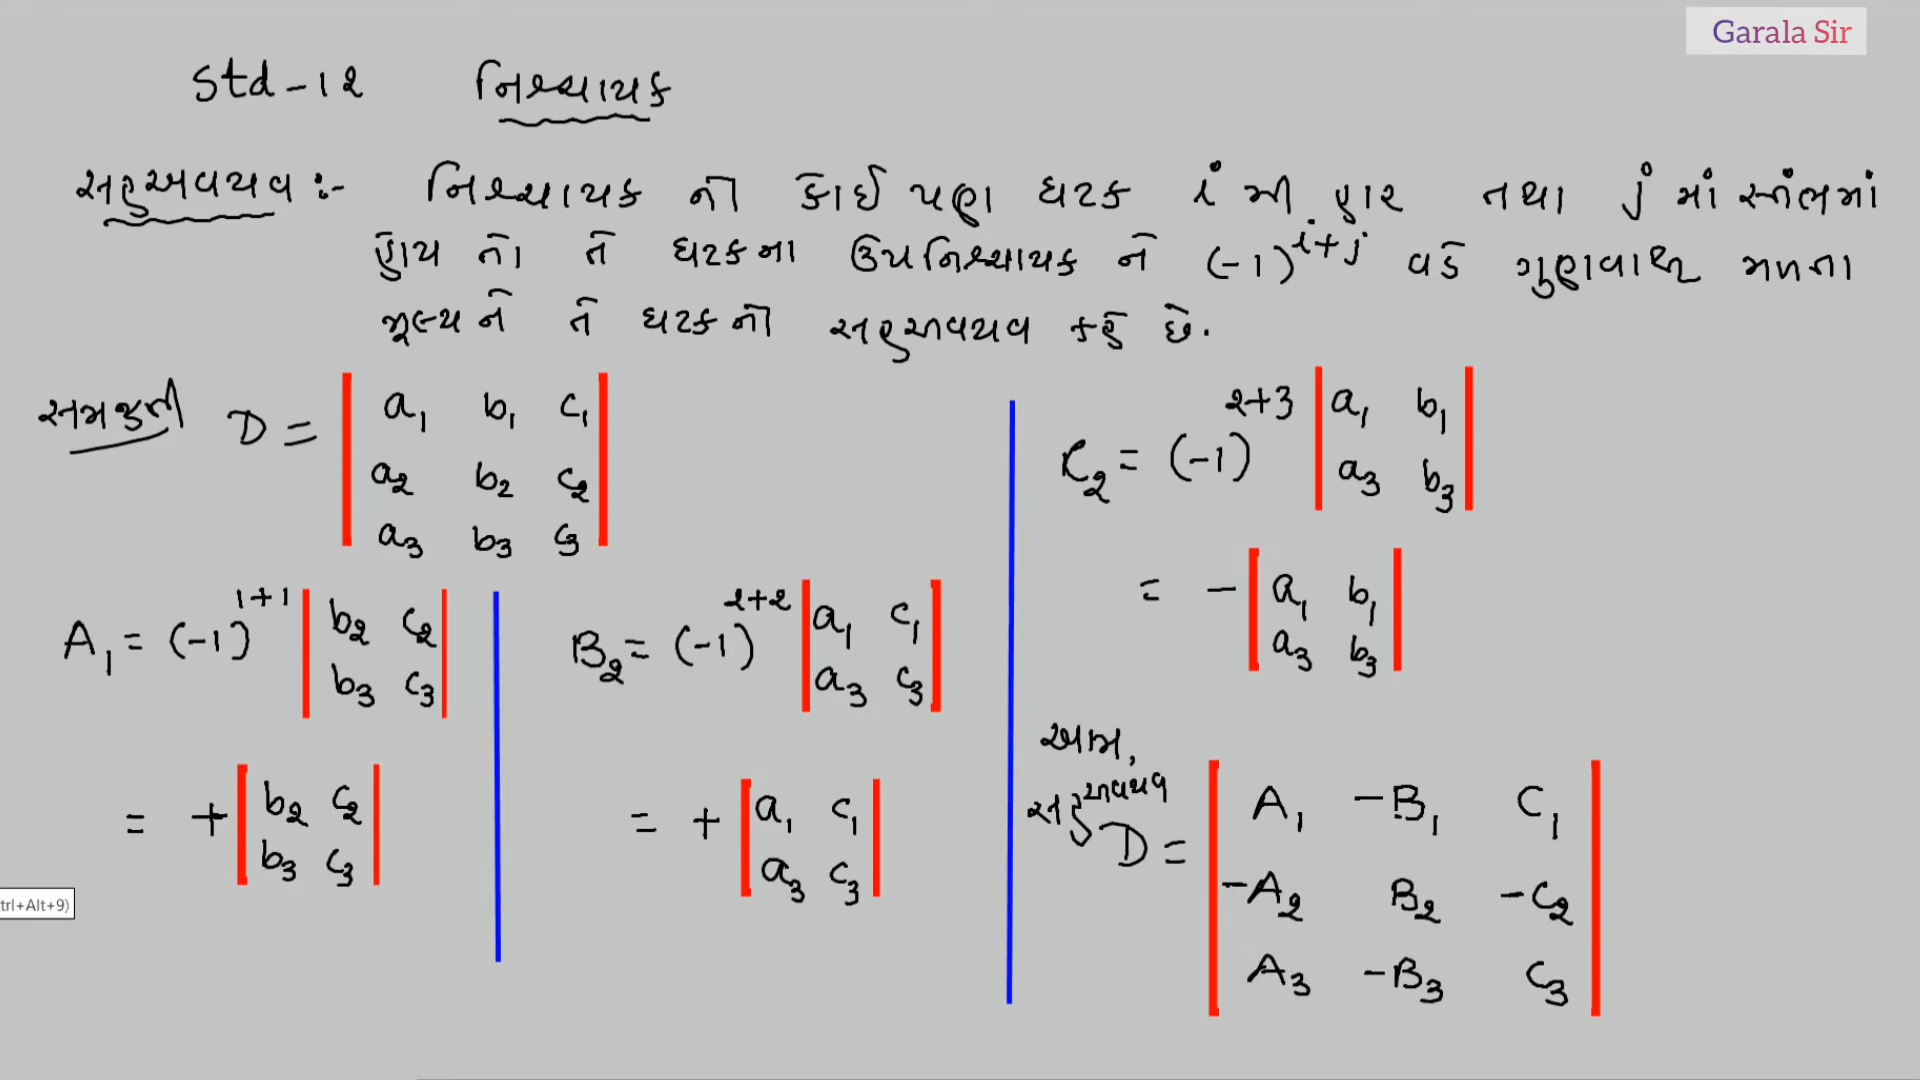 Garala Sir
Std-12 નિશ્ચાયક
સહઅવયવ :- નિશ્ચાયક નો કોઈ પણ ઘટક i મી હાર તથા j માં સ્તંભમાં
હોય તો તે ઘટકના ઉપનિશ્ચાયક ને (-1)^{i+j} વડે ગુણવાથી મળતા
મૂલ્ય ને તે ઘટક નો સહઅવયવ કહે છે.
સમજૂતી D = | a₁ b₁ c₁
a₂ b₂ c₂
a₃ b₃ c₃ |
A₁ = (-1)^{1+1} | b₂ c₂
b₃ c₃ |
= + | b₂ c₂
b₃ c₃ |
B₂ = (-1)^{2+2} | a₁ c₁
a₃ c₃ |
= + | a₁ c₁
a₃ c₃ |
C₂ = (-1)^{2+3} | a₁ b₁
a₃ b₃ |
= - | a₁ b₁
a₃ b₃ |
આમ,
સહઅવયવ D = | A₁ -B₁ C₁
-A₂ B₂ -C₂
A₃ -B₃ C₃ |
trl+Alt+9)